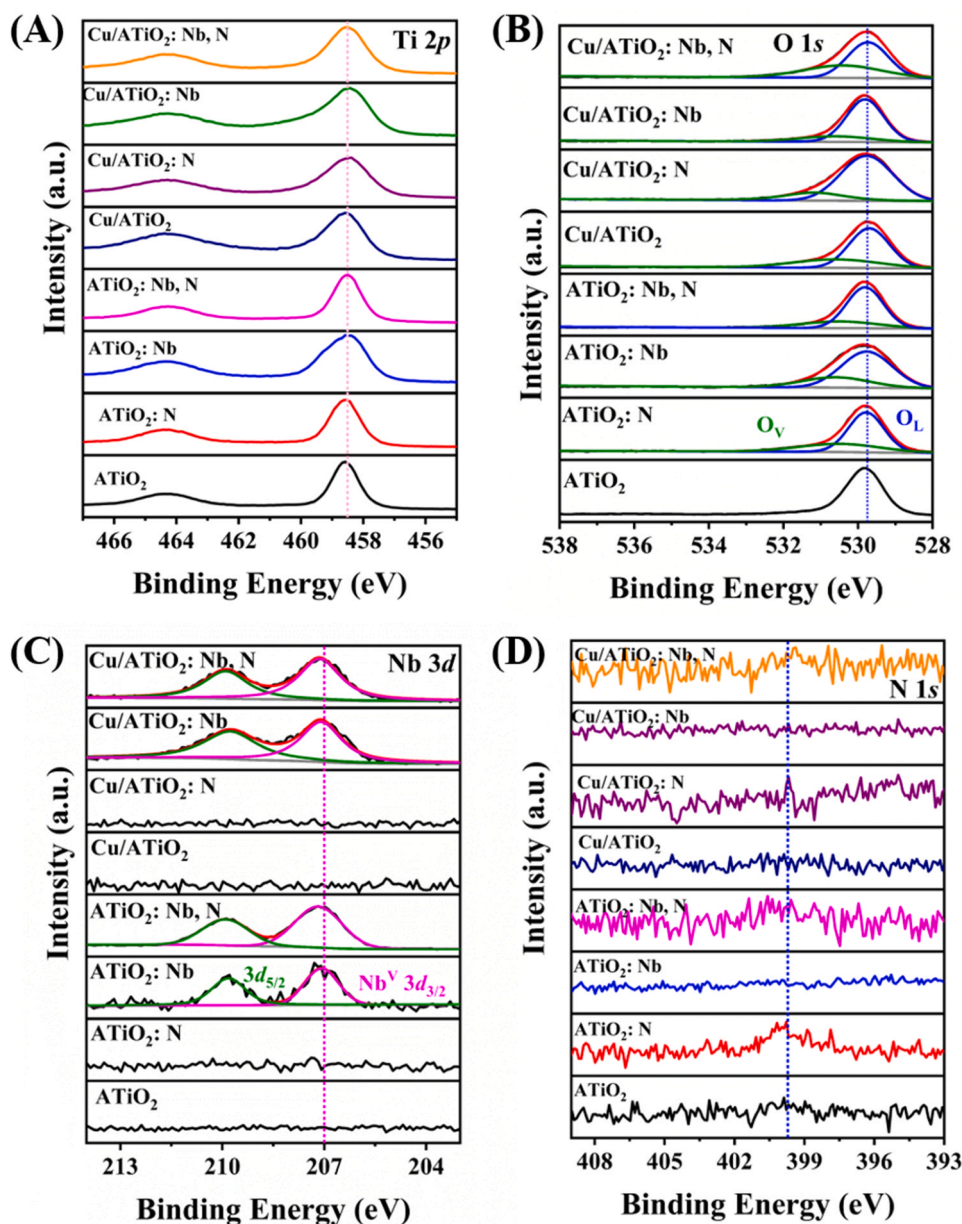 (A)
Ti 2p
Cu/ATiO₂: Nb, N
Cu/ATiO₂: Nb
Cu/ATiO₂: N
Cu/ATiO₂
ATiO₂: Nb, N
ATiO₂: Nb
ATiO₂: N
ATiO₂
Intensity (a.u.)
466 464 462 460 458 456
Binding Energy (eV)
(B)
O 1s
Cu/ATiO₂: Nb, N
Cu/ATiO₂: Nb
Cu/ATiO₂: N
Cu/ATiO₂
ATiO₂: Nb, N
ATiO₂: Nb
ATiO₂: N
O_V
O_L
ATiO₂
Intensity (a.u.)
538 536 534 532 530 528
Binding Energy (eV)
(C)
Nb 3d
Cu/ATiO₂: Nb, N
Cu/ATiO₂: Nb
Cu/ATiO₂: N
Cu/ATiO₂
ATiO₂: Nb, N
ATiO₂: Nb
3d₅/₂
Nbⱽ 3d₃/₂
ATiO₂: N
ATiO₂
Intensity (a.u.)
213 210 207 204
Binding Energy (eV)
(D)
Cu/ATiO₂: Nb, N
N 1s
Cu/ATiO₂: Nb
Cu/ATiO₂: N
Cu/ATiO₂
ATiO₂: Nb, N
ATiO₂: Nb
ATiO₂: N
ATiO₂
Intensity (a.u.)
408 405 402 399 396 393
Binding Energy (eV)